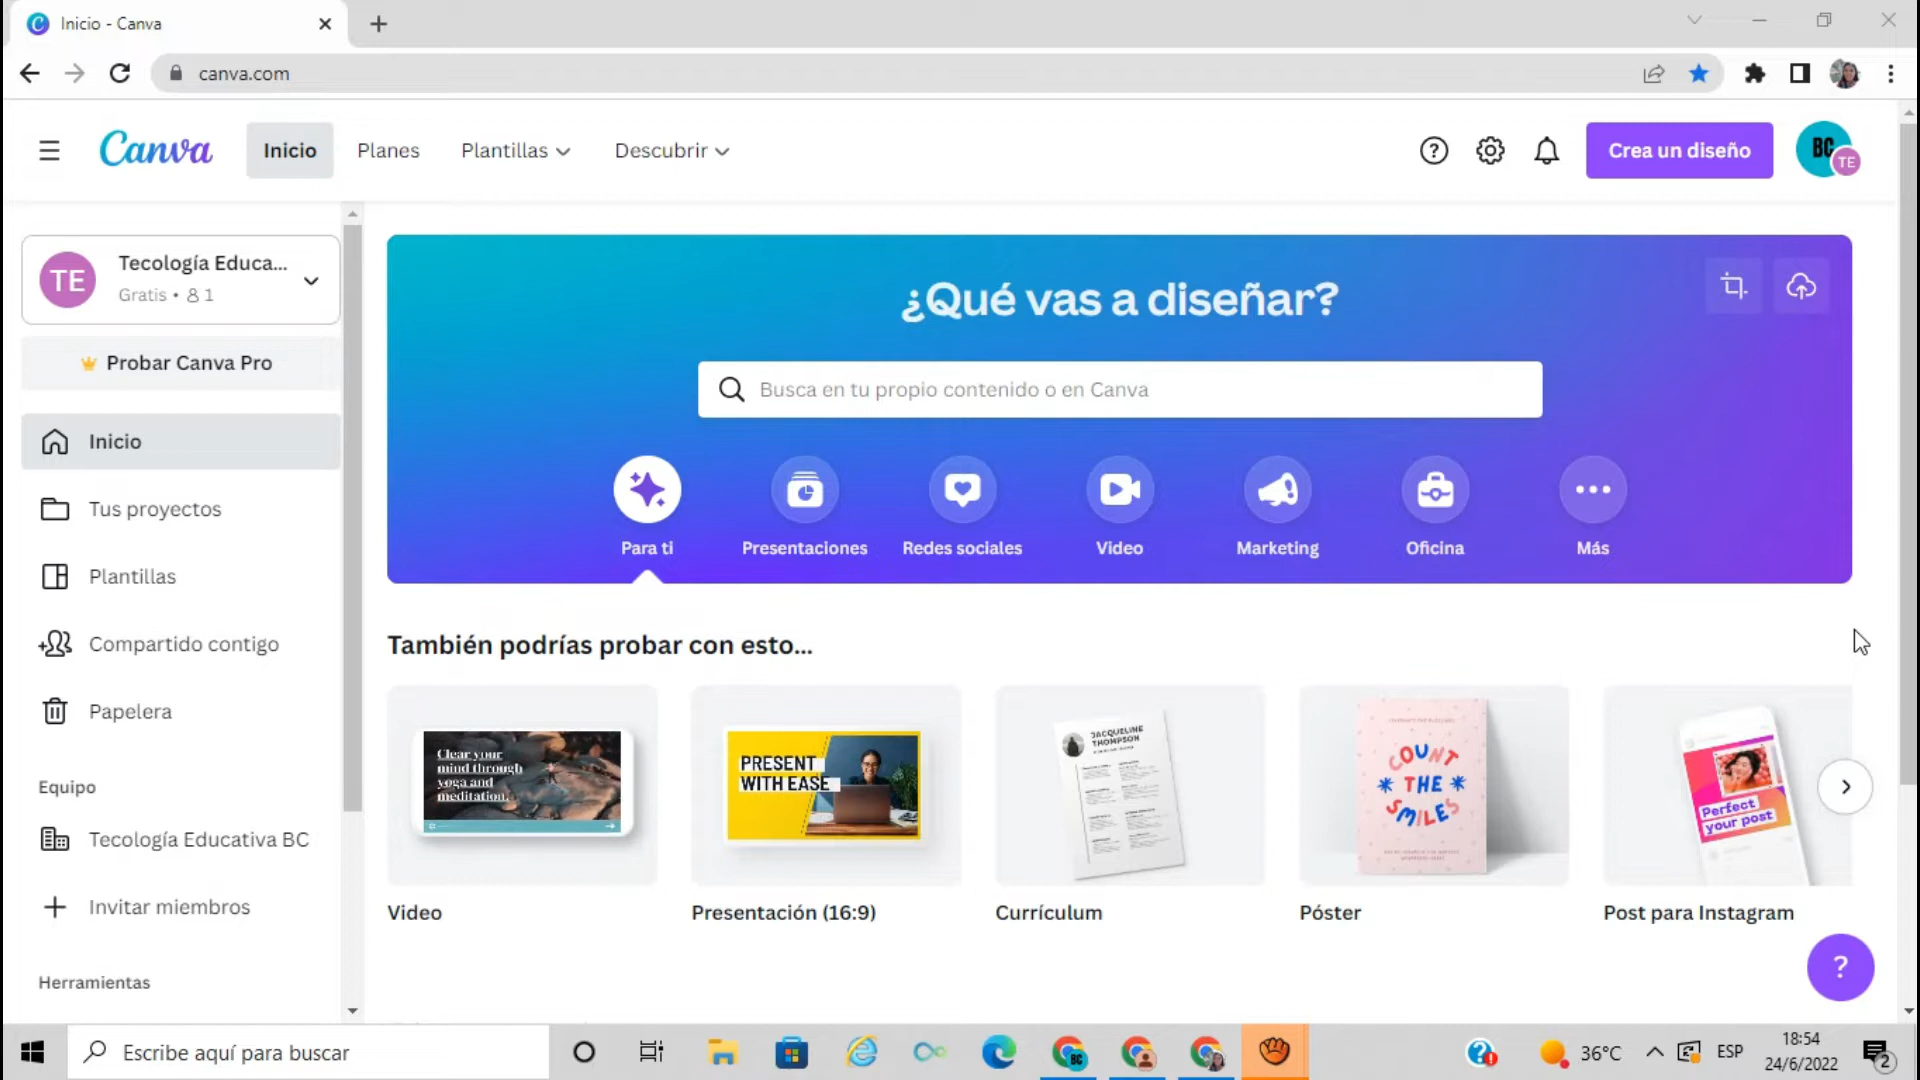 Inicio - Canva
canva.com
Canva
Inicio
Planes
Plantillas
Descubrir
Crea un diseño
BC
TE
TE
Tecología Educa...
Gratis • 1
Probar Canva Pro
Inicio
Tus proyectos
Plantillas
Compartido contigo
Papelera
Equipo
Tecología Educativa BC
Invitar miembros
Herramientas
¿Qué vas a diseñar?
Busca en tu propio contenido o en Canva
Para ti
Presentaciones
Redes sociales
Video
Marketing
Oficina
Más
También podrías probar con esto...
Clear your
mind through
yoga and
meditation.
PRESENT
WITH EASE
JACQUELINE
THOMPSON
COUNT
THE
SMILES
Perfect
your post
Video
Presentación (16:9)
Currículum
Póster
Post para Instagram
?
Escribe aquí para buscar
BC
36°C
ESP
18:54
24/6/2022
2